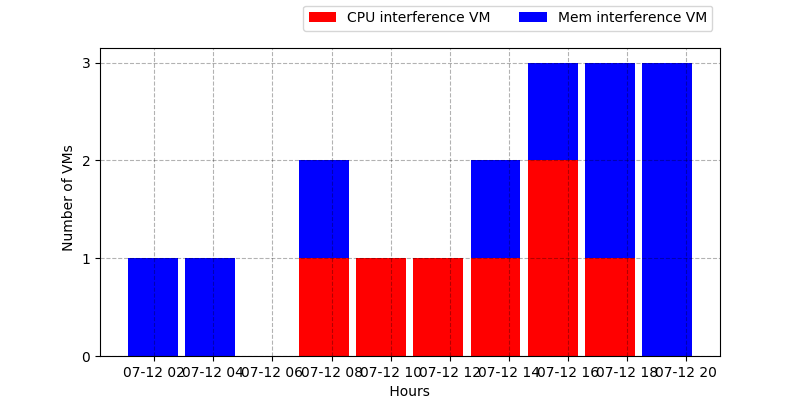 CPU interference VM Mem interference VM
3
2
1
0
Number of VMs
07-12 02 07-12 04 07-12 06 07-12 08 07-12 10 07-12 12 07-12 14 07-12 16 07-12 18 07-12 20
Hours